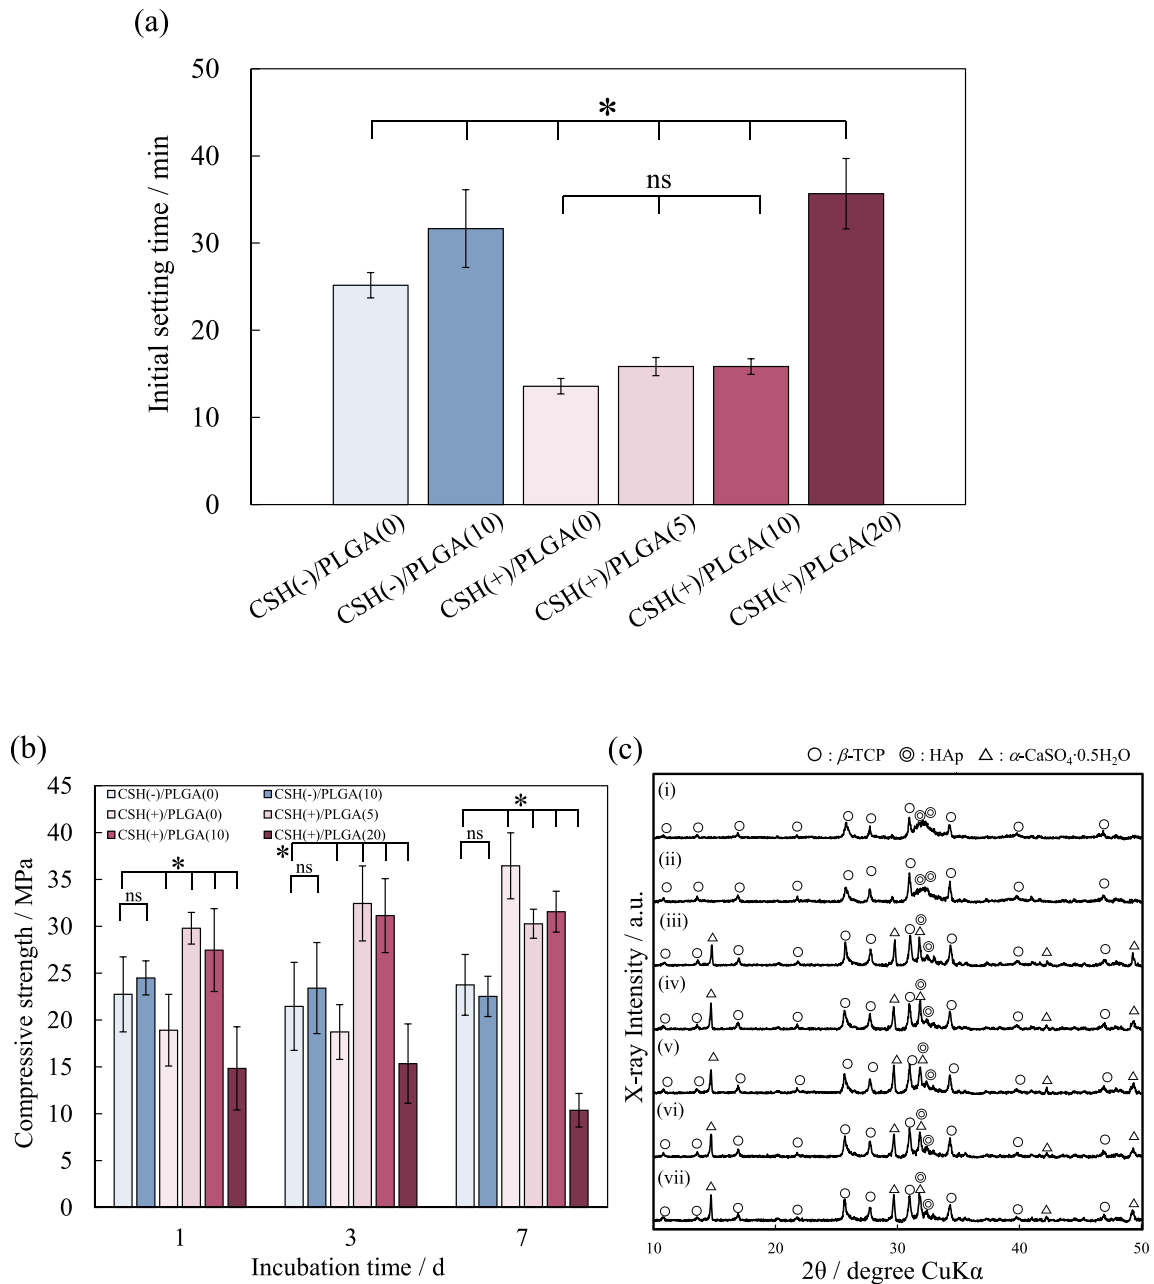 (a)
50
40
30
20
10
0
Initial setting time / min
*
ns
CSH(-)/PLGA(0)
CSH(-)/PLGA(10)
CSH(+)/PLGA(0)
CSH(+)/PLGA(5)
CSH(+)/PLGA(10)
CSH(+)/PLGA(20)
(b)
45
40
35
30
25
20
15
10
5
0
Compressive strength / MPa
CSH(-)/PLGA(0) CSH(-)/PLGA(10)
CSH(+)/PLGA(0) CSH(+)/PLGA(5)
CSH(+)/PLGA(10) CSH(+)/PLGA(20)
*
ns
*
ns
*
ns
1 3 7
Incubation time / d
(c)
○ : β-TCP ◎ : HAp △ : α-CaSO₄·0.5H₂O
(i)
(ii)
(iii)
(iv)
(v)
(vi)
(vii)
X-ray Intensity / a.u.
10 20 30 40 50
2θ / degree CuKα